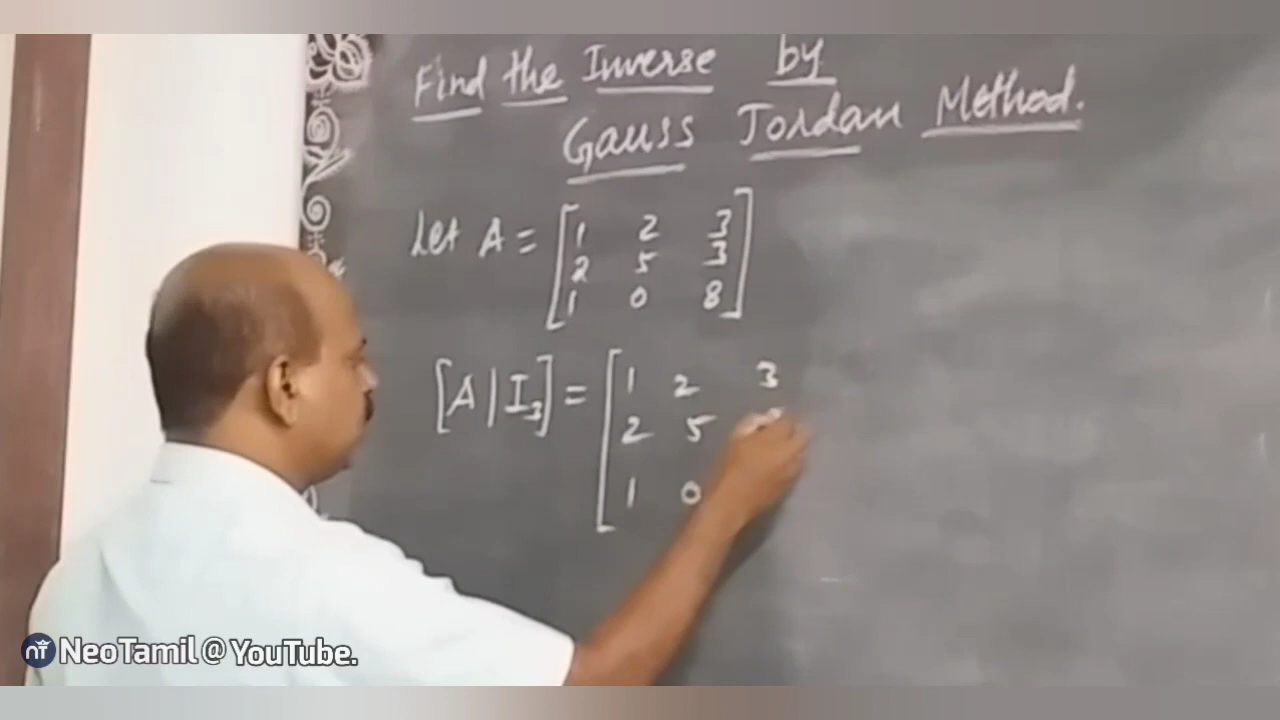 Find the Inverse by
Gauss Jordan Method.
Let A = [1 2 3
2 5 3
1 0 8]
[A | I₃] = [1 2 3
2 5
1 0
NeoTamil @ YouTube.